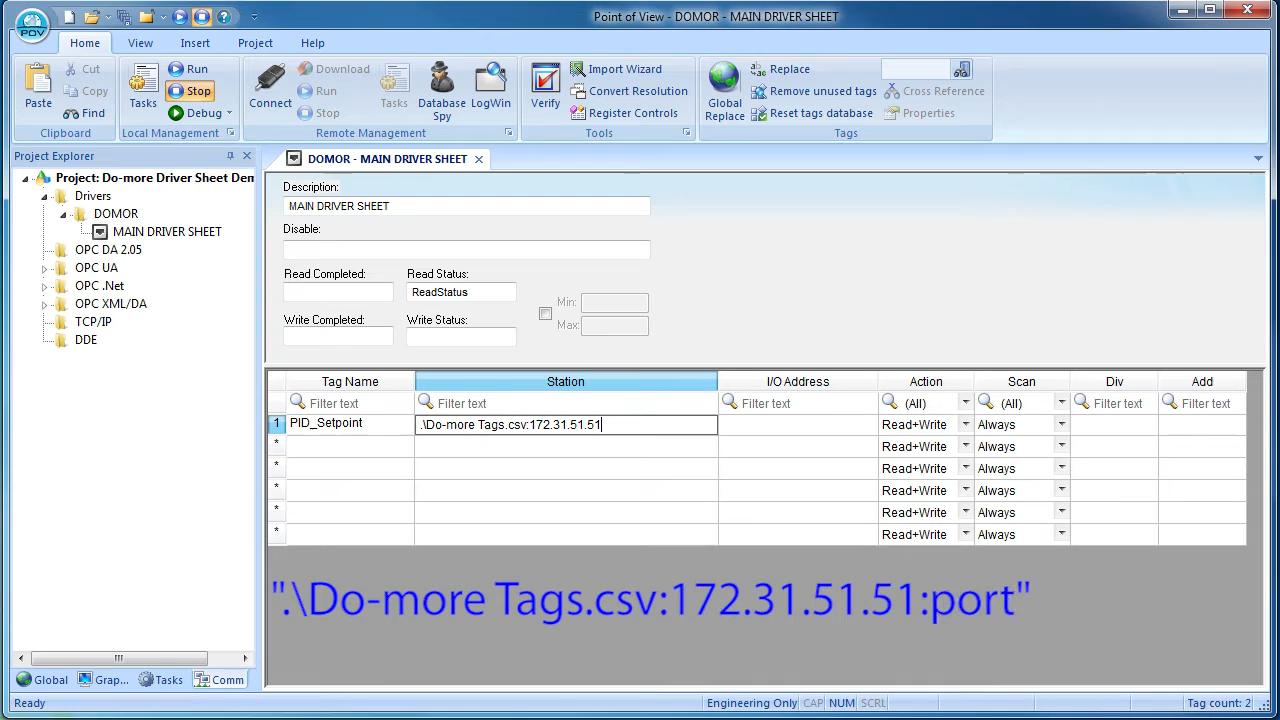 Point of View - DOMOR - MAIN DRIVER SHEET
POV
Home View Insert Project Help
Paste
Cut
Copy
Find
Clipboard
Tasks
Run
Stop
Debug
Local Management
Connect
Download
Run
Stop
Tasks
Database Spy
LogWin
Remote Management
Verify
Import Wizard
Convert Resolution
Register Controls
Tools
Global Replace
Replace
Remove unused tags
Reset tags database
Cross Reference
Properties
Tags
Project Explorer
Project: Do-more Driver Sheet Dem
Drivers
DOMOR
MAIN DRIVER SHEET
OPC DA 2.05
OPC UA
OPC .Net
OPC XML/DA
TCP/IP
DDE
Global Grap... Tasks Comm
DOMOR - MAIN DRIVER SHEET
Description:
MAIN DRIVER SHEET
Disable:
Read Completed: Read Status:
ReadStatus
Min:
Write Completed: Write Status:
Max:
Tag Name Station I/O Address Action Scan Div Add
Filter text Filter text Filter text (All) (All) Filter text Filter text
1 PID_Setpoint .\Do-more Tags.csv:172.31.51.51 Read+Write Always
* Read+Write Always
* Read+Write Always
* Read+Write Always
* Read+Write Always
* Read+Write Always
".\Do-more Tags.csv:172.31.51.51:port"
Ready Engineering Only CAP NUM SCRL Tag count: 2